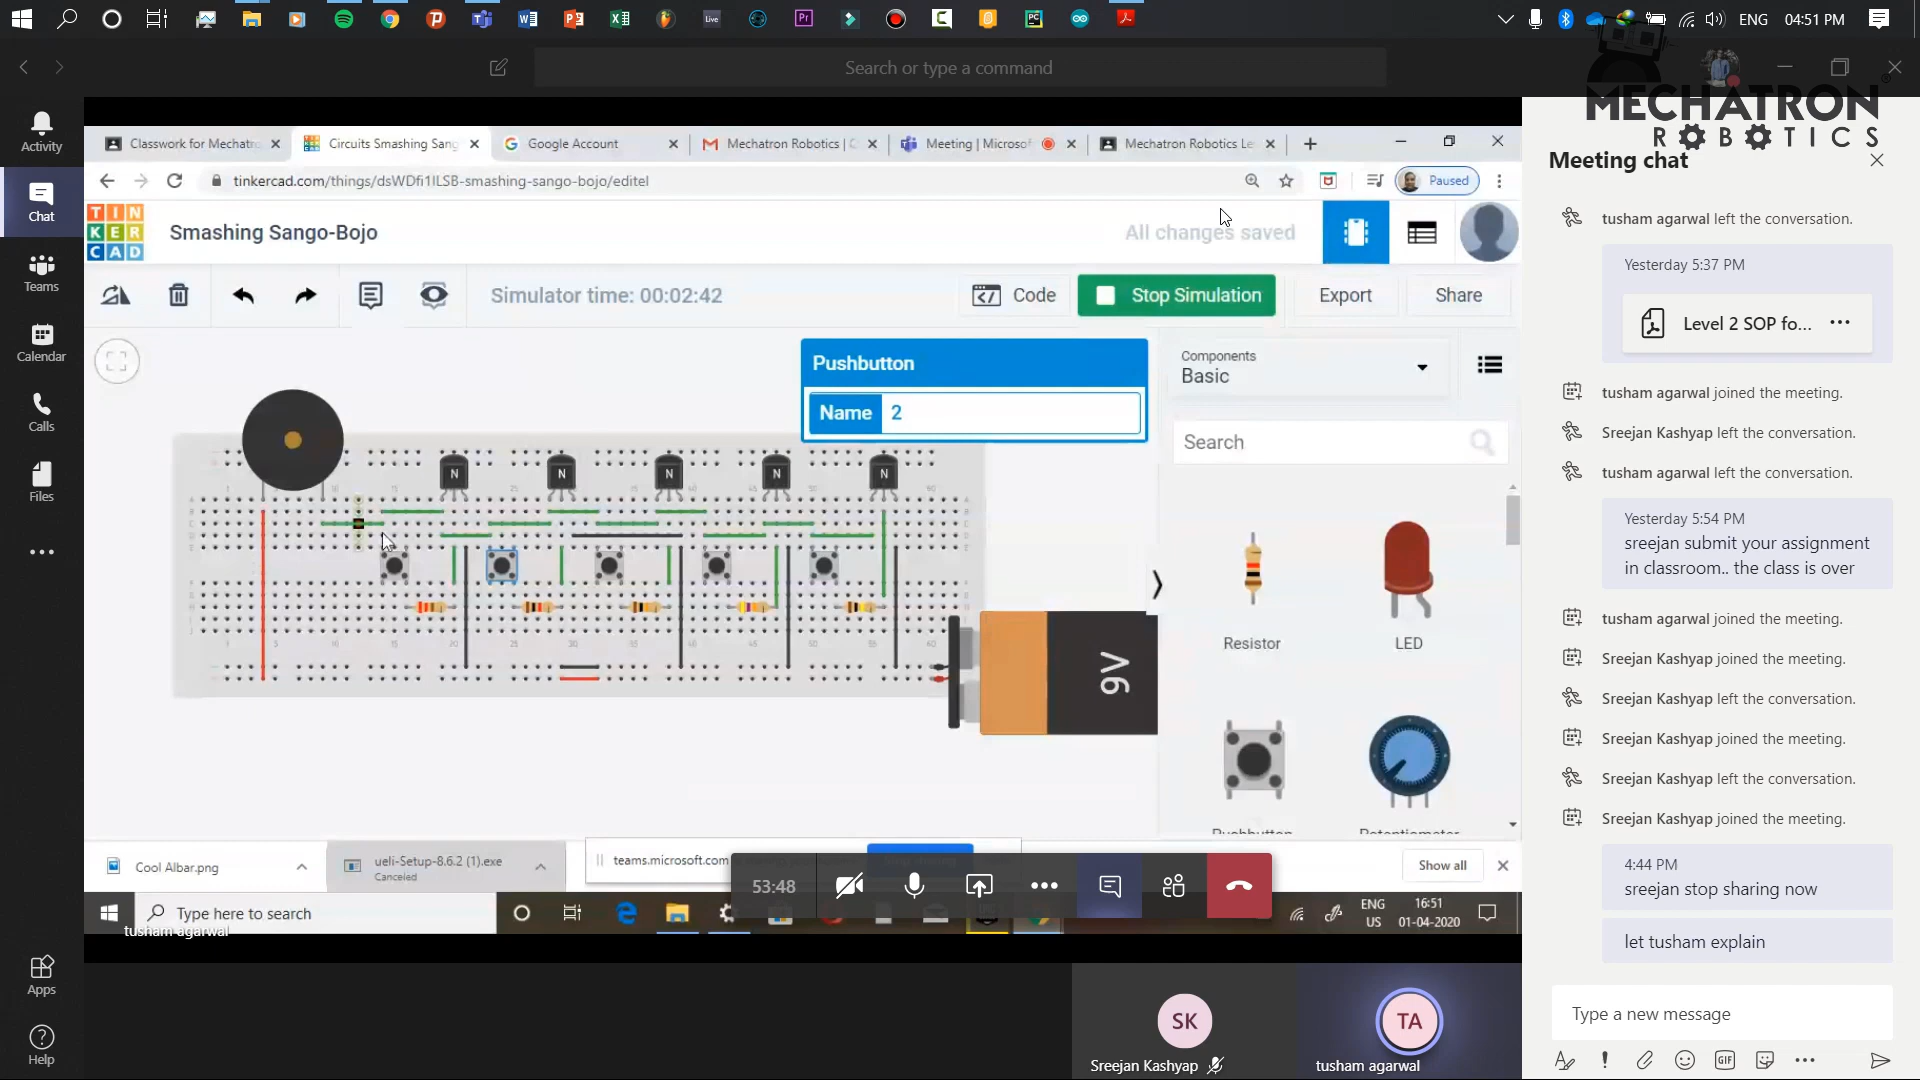 Live
Pr
PC
ENG
04:51 PM
Search or type a command
MECHATRON
ROBOTICS
Activity
Chat
Teams
Calendar
Calls
Files
Apps
Help
Classwork for Mechatr
Circuits Smashing Sang
Google Account
Mechatron Robotics | C
Meeting | Microsof
Mechatron Robotics Le
tinkercad.com/things/dsWDfi1lLSB-smashing-sango-bojo/editel
Paused
TIN
KER
CAD
Smashing Sango-Bojo
All changes saved
Simulator time: 00:02:42
Code
Stop Simulation
Export
Share
Pushbutton
Name 2
Components
Basic
Search
N
N
N
N
N
9V
Resistor
LED
Pushbutton
Potentiometer
Cool Albar.png
ueli-Setup-8.6.2 (1).exe
Canceled
teams.microsoft.com
Show all
53:48
Type here to search
ENG
US
16:51
01-04-2020
tusham agarwal
SK
Sreejan Kashyap
TA
tusham agarwal
Meeting chat
tusham agarwal left the conversation.
Yesterday 5:37 PM
Level 2 SOP fo...
tusham agarwal joined the meeting.
Sreejan Kashyap left the conversation.
tusham agarwal left the conversation.
Yesterday 5:54 PM
sreejan submit your assignment
in classroom.. the class is over
tusham agarwal joined the meeting.
Sreejan Kashyap joined the meeting.
Sreejan Kashyap left the conversation.
Sreejan Kashyap joined the meeting.
Sreejan Kashyap left the conversation.
Sreejan Kashyap joined the meeting.
4:44 PM
sreejan stop sharing now
let tusham explain
Type a new message
GIF